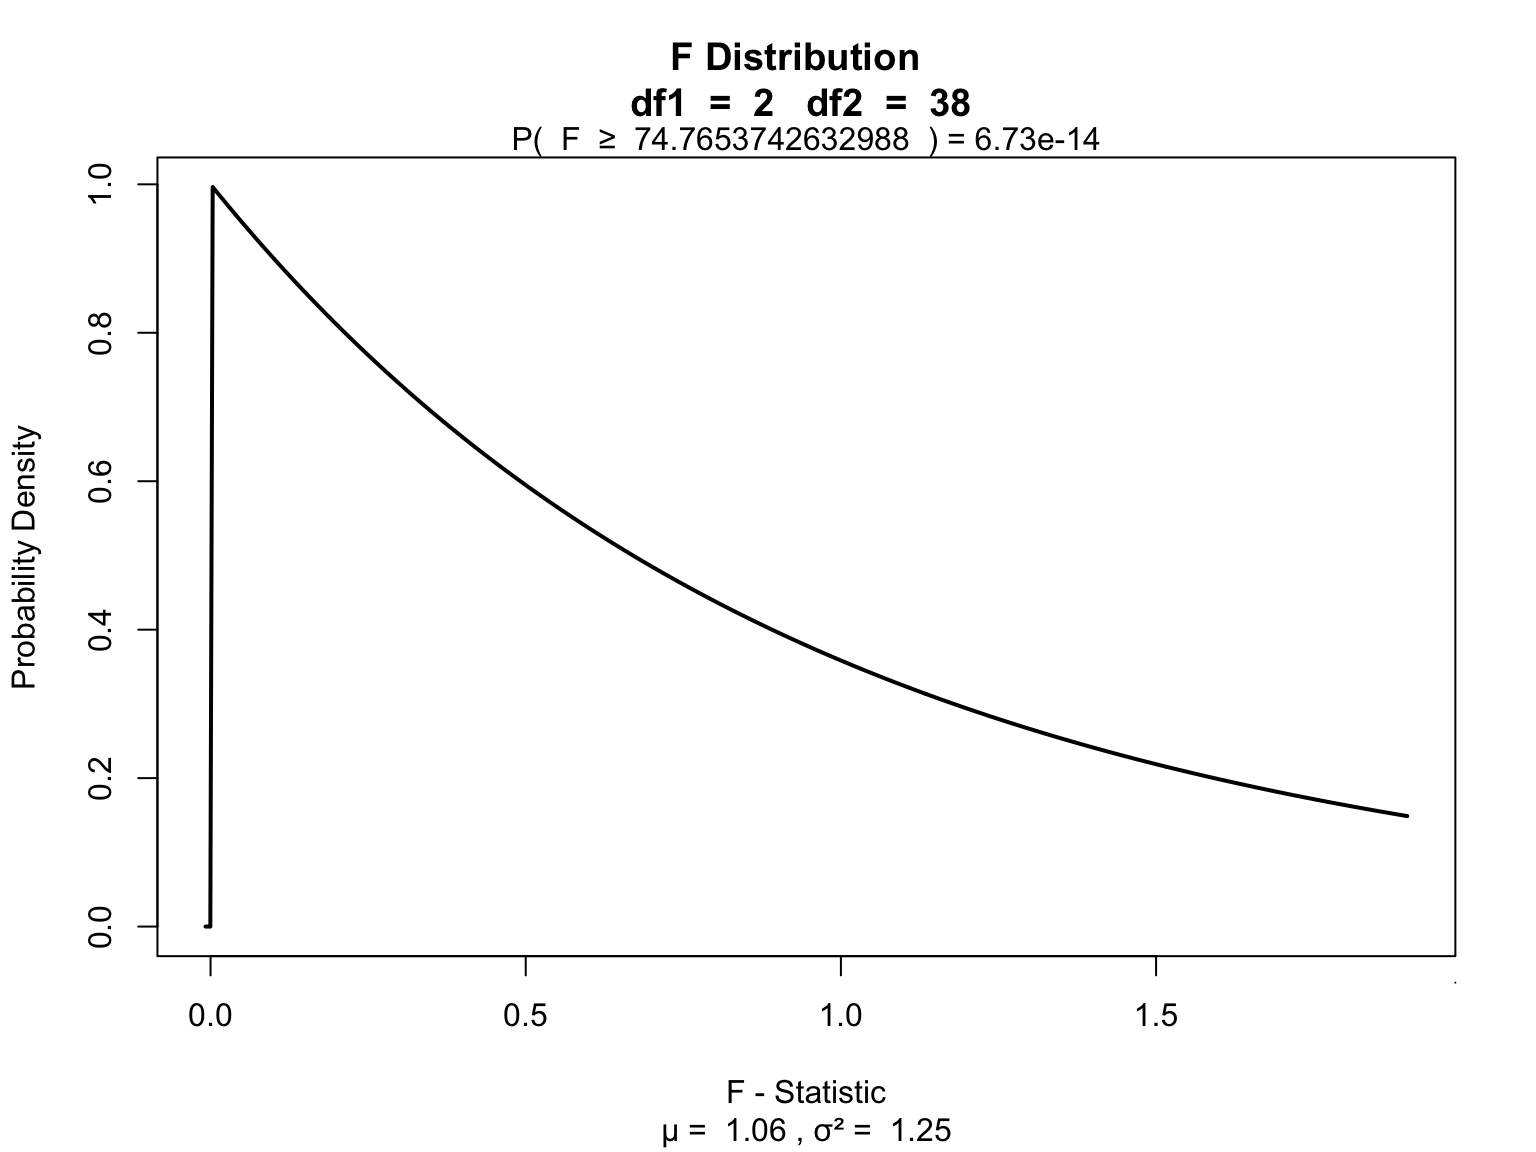 F Distribution
df1 = 2 df2 = 38
P( F ≥ 74.7653742632988 ) = 6.73e-14
1.0
0.8
0.6
0.4
0.2
0.0
Probability Density
0.0 0.5 1.0 1.5
F - Statistic
μ = 1.06 , σ² = 1.25